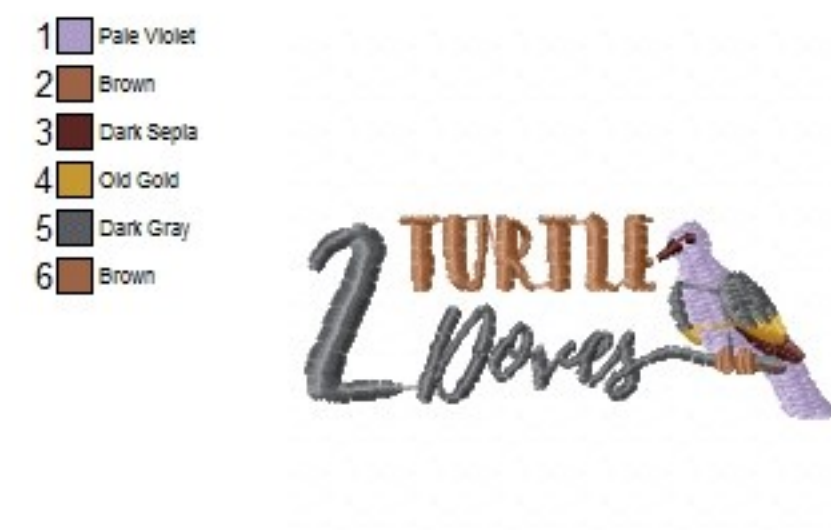 1 Pale Violet
2 Brown
3 Dark Sepia
4 Old Gold
5 Dark Gray
6 Brown
2 TURTLE
Doves